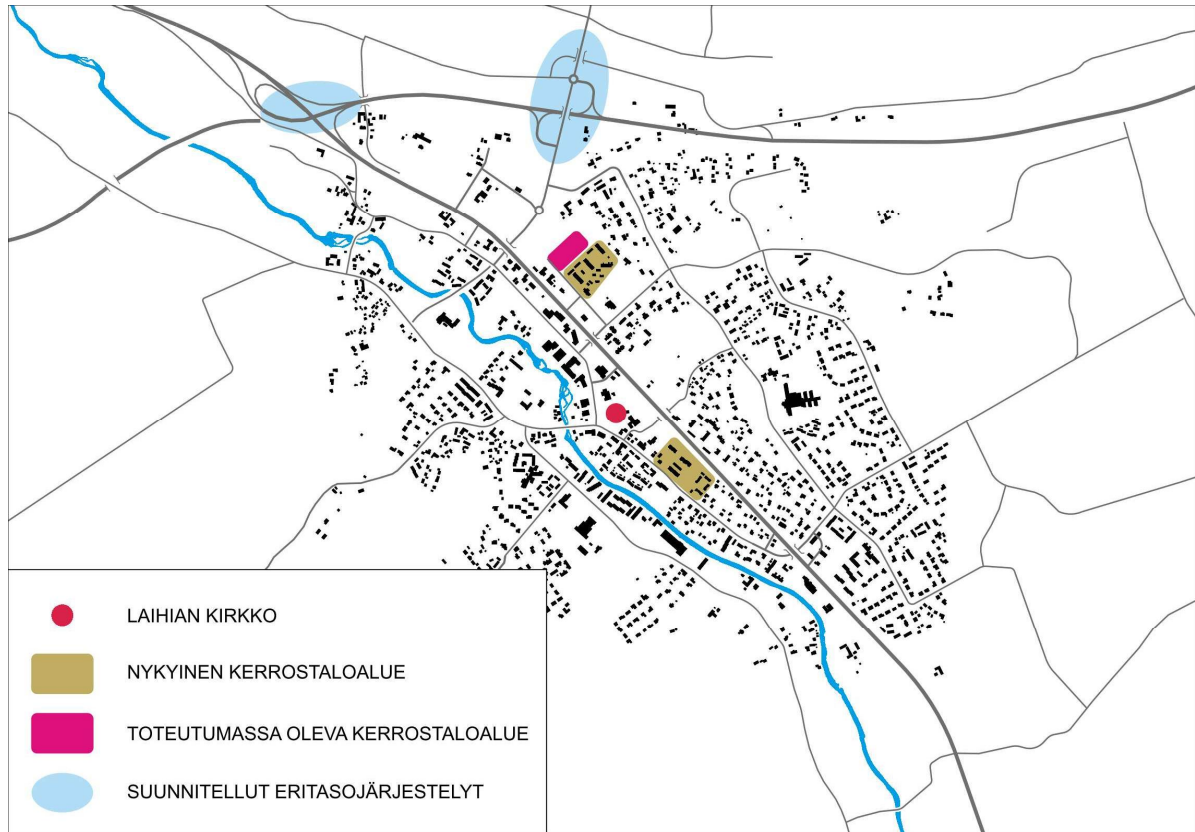 LAIHIAN KIRKKO
NYKYINEN KERROSTALOALUE
TOTEUTUMASSA OLEVA KERROSTALOALUE
SUUNNITELLUT ERITASOJÄRJESTELYT